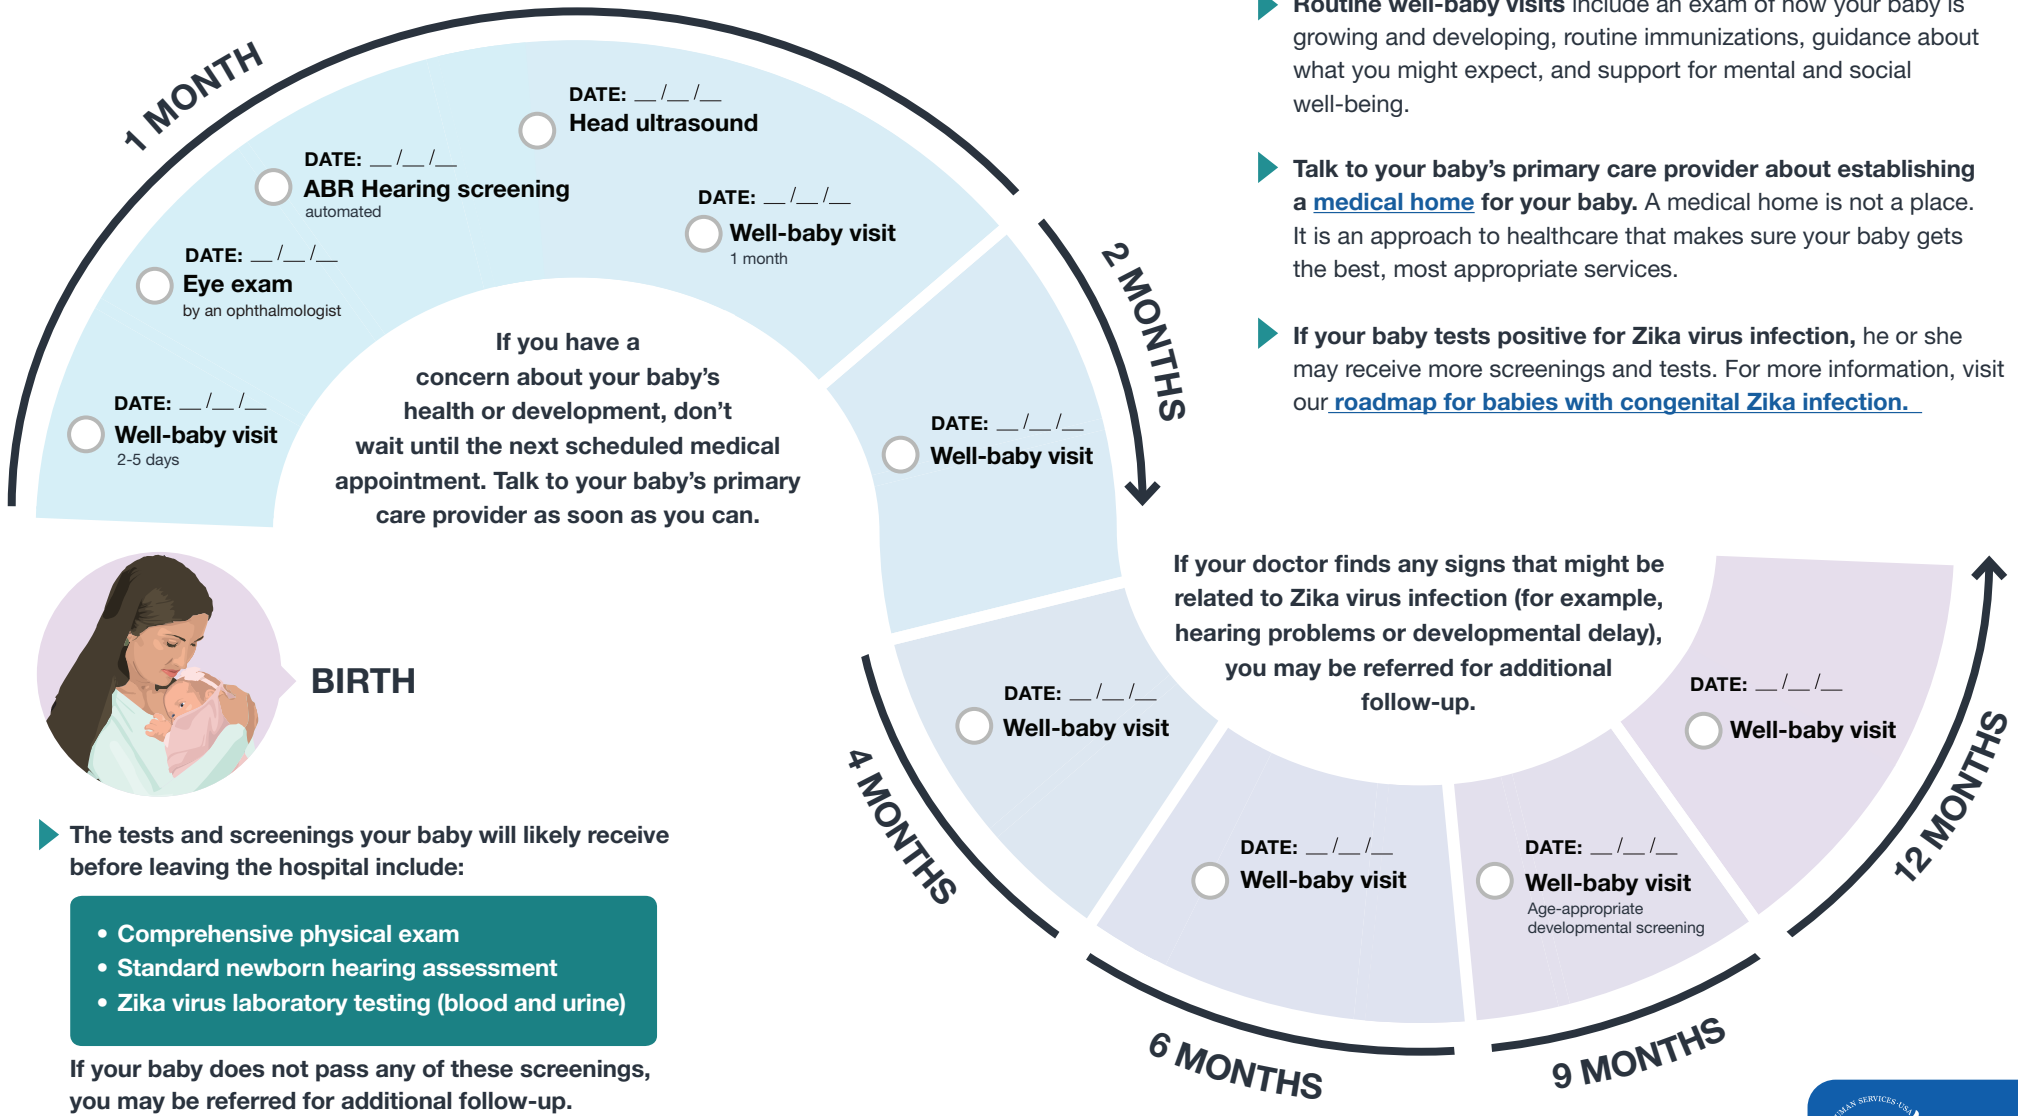 1 MONTH
DATE: __ /__ /__
Well-baby visit
2-5 days
DATE: __ /__ /__
Eye exam
by an ophthalmologist
DATE: __ /__ /__
ABR Hearing screening
automated
DATE: __ /__ /__
Head ultrasound
DATE: __ /__ /__
Well-baby visit
1 month
If you have a
concern about your baby’s
health or development, don’t
wait until the next scheduled medical
appointment. Talk to your baby’s primary
care provider as soon as you can.
2 MONTHS
DATE: __ /__ /__
Well-baby visit
Routine well-baby visits include an exam of how your baby is
growing and developing, routine immunizations, guidance about
what you might expect, and support for mental and social
well-being.
Talk to your baby’s primary care provider about establishing
a medical home for your baby. A medical home is not a place.
It is an approach to healthcare that makes sure your baby gets
the best, most appropriate services.
If your baby tests positive for Zika virus infection, he or she
may receive more screenings and tests. For more information, visit
our roadmap for babies with congenital Zika infection.
BIRTH
The tests and screenings your baby will likely receive
before leaving the hospital include:
• Comprehensive physical exam
• Standard newborn hearing assessment
• Zika virus laboratory testing (blood and urine)
If your baby does not pass any of these screenings,
you may be referred for additional follow-up.
If your doctor finds any signs that might be
related to Zika virus infection (for example,
hearing problems or developmental delay),
you may be referred for additional
follow-up.
4 MONTHS
DATE: __ /__ /__
Well-baby visit
6 MONTHS
DATE: __ /__ /__
Well-baby visit
9 MONTHS
DATE: __ /__ /__
Well-baby visit
Age-appropriate
developmental screening
12 MONTHS
DATE: __ /__ /__
Well-baby visit
SERVICES·USA